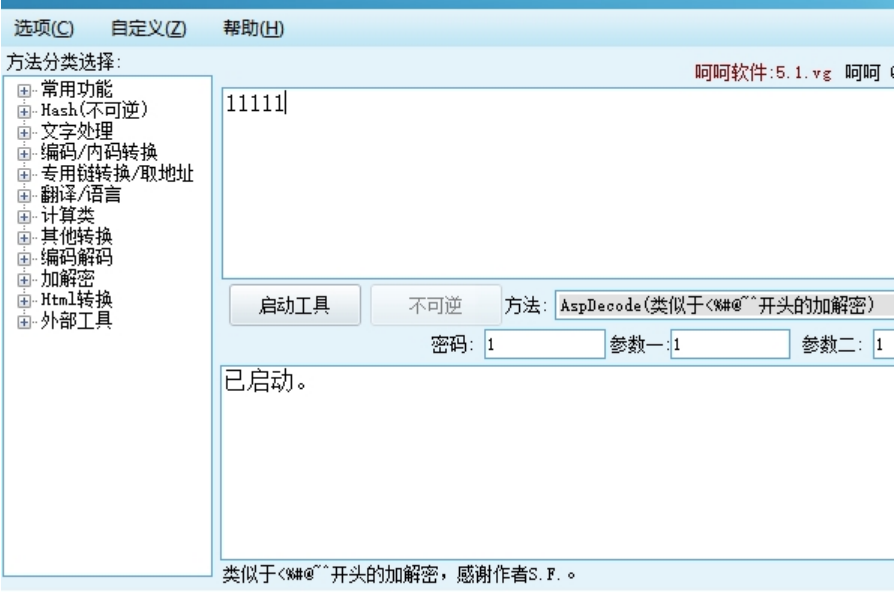 选项(C) 自定义(Z) 帮助(H)
方法分类选择:
呵呵软件:5.1.vg 呵呵 @
常用功能
Hash(不可逆)
文字处理
编码/内码转换
专用链转换/取地址
翻译/语言
计算类
其他转换
编码解码
加解密
Html转换
外部工具
11111
启动工具 不可逆 方法: AspDecode(类似于<%#@~^开头的加解密)
密码: 1 参数一:1 参数二: 1
已启动。
类似于<%#@~^开头的加解密,感谢作者S.F.。